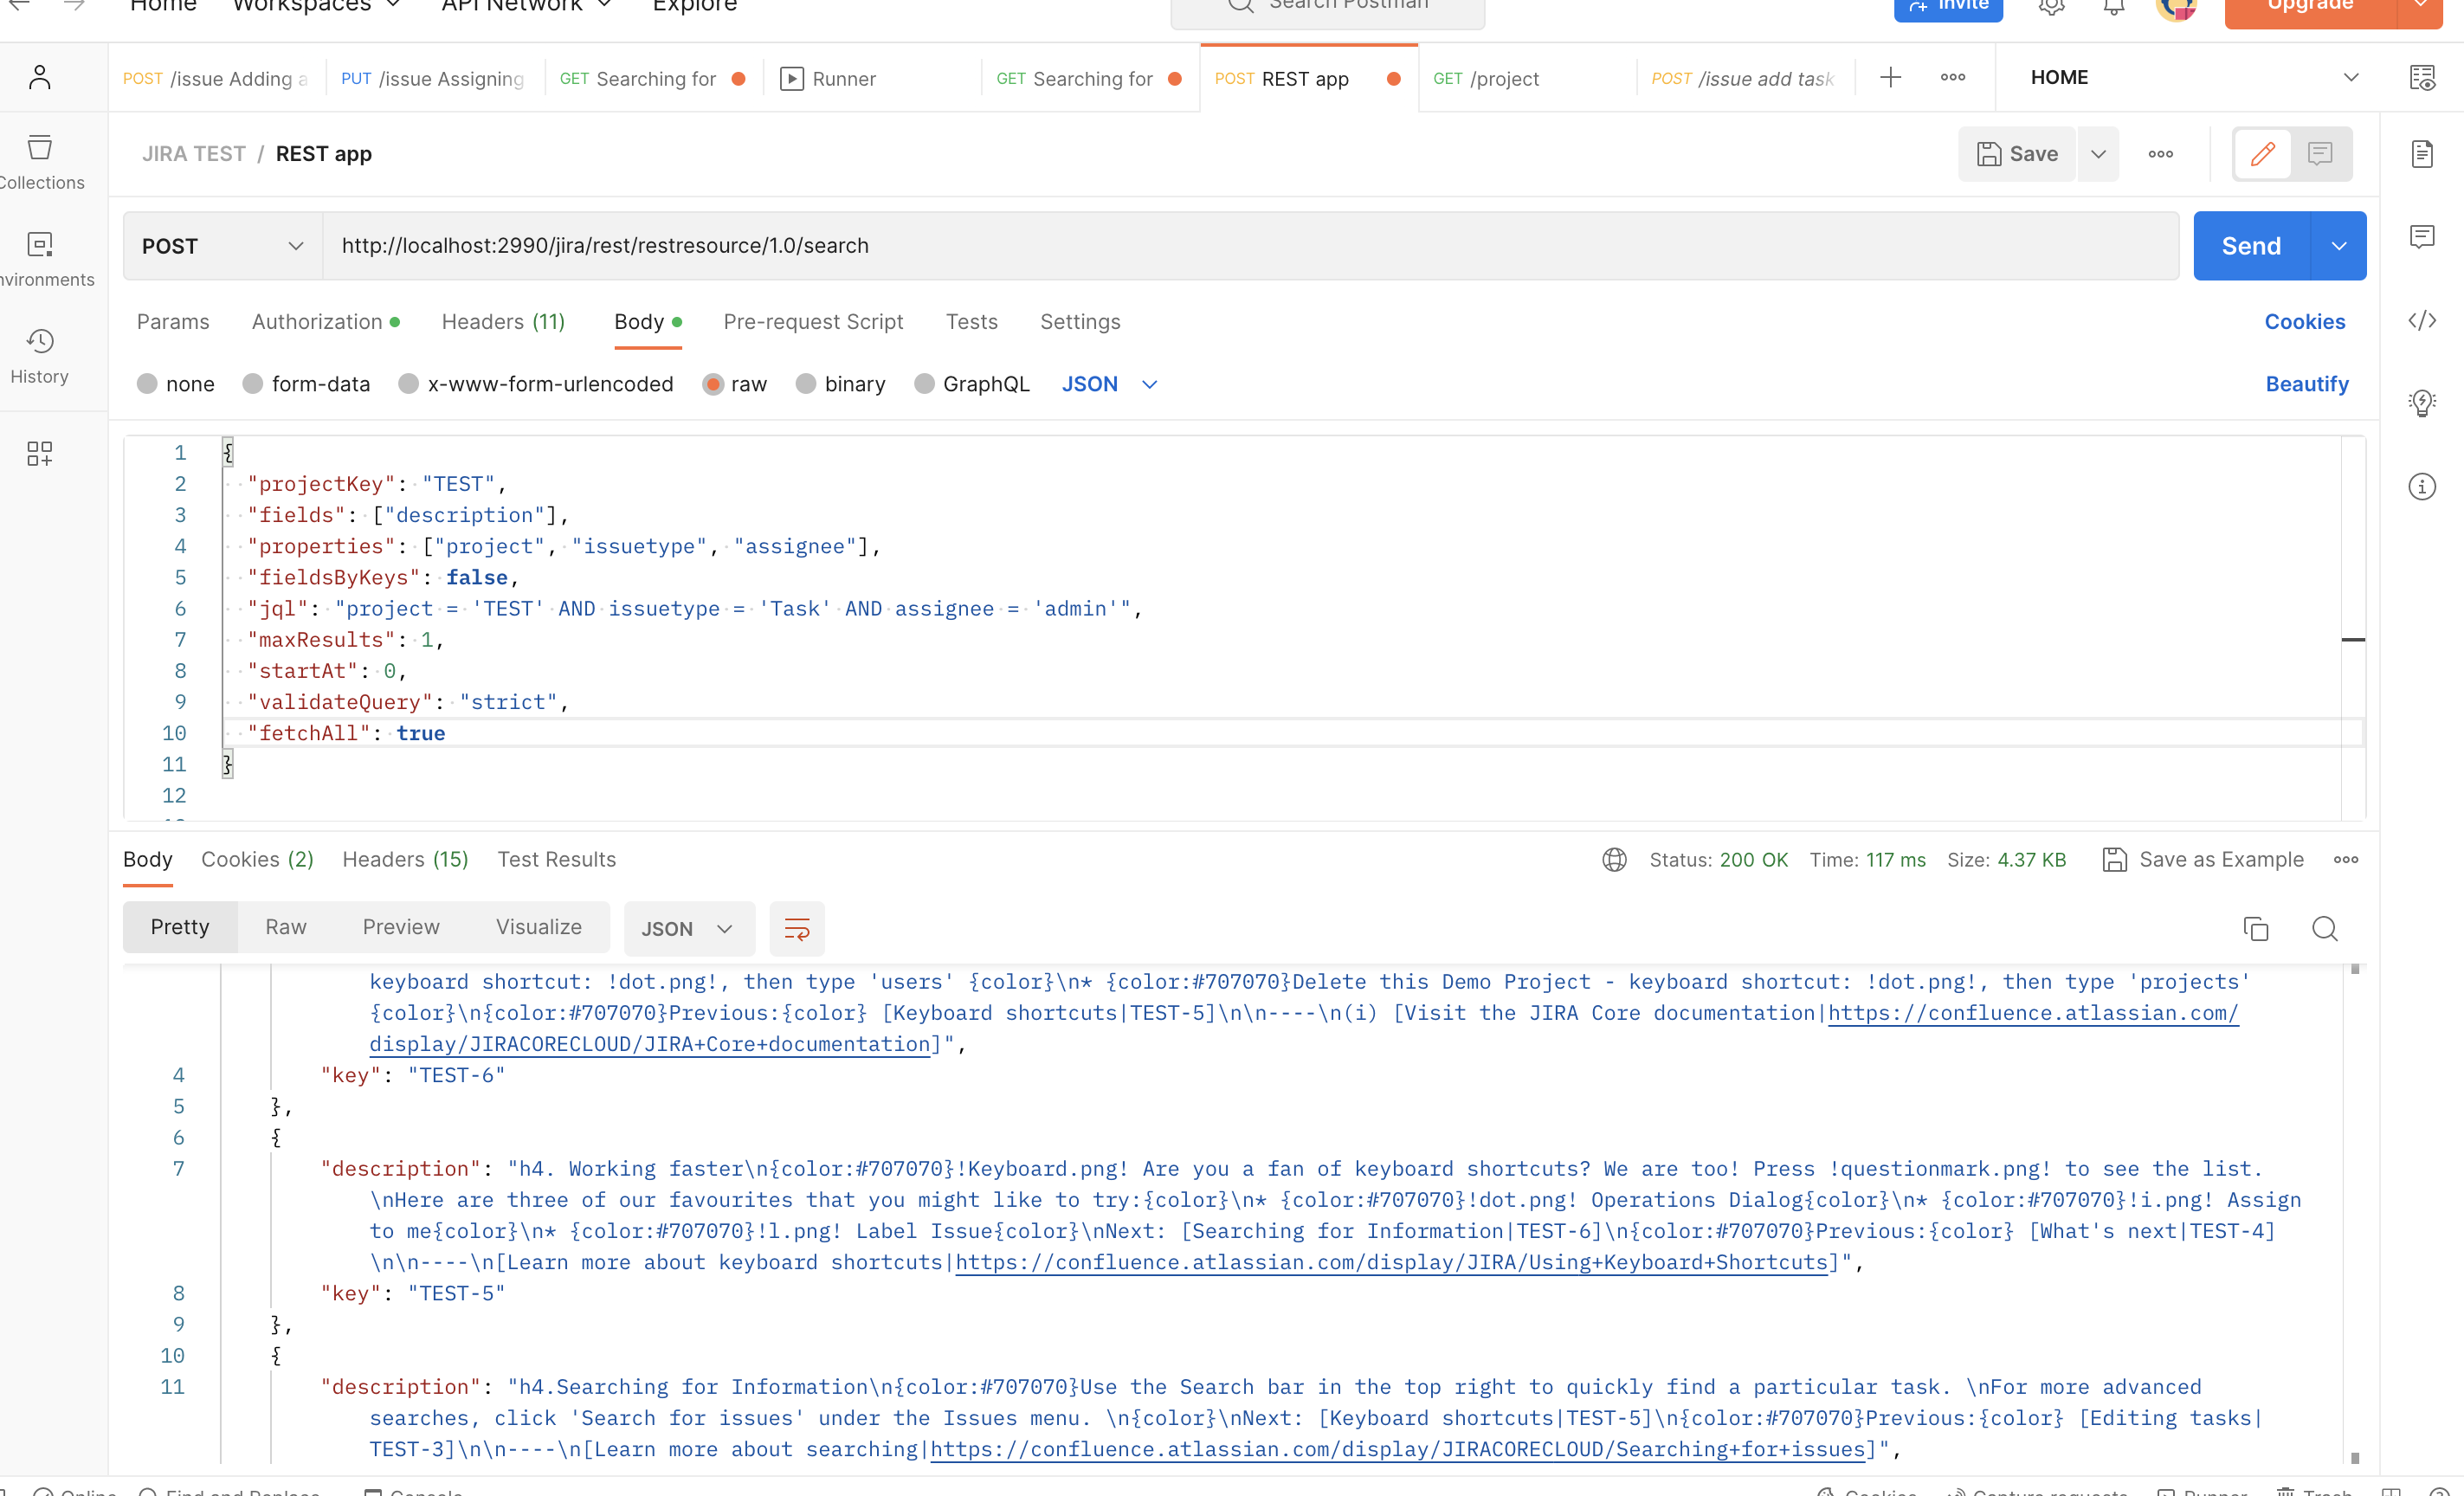 Home Workspaces API Network Explore Search Postman Invite Upgrade
POST /issue Adding a PUT /issue Assigning GET Searching for Runner GET Searching for POST REST app GET /project POST /issue add task HOME
JIRA TEST / REST app Save
Collections
nvironments
History
POST http://localhost:2990/jira/rest/restresource/1.0/search Send
Params Authorization Headers (11) Body Pre-request Script Tests Settings Cookies
none form-data x-www-form-urlencoded raw binary GraphQL JSON Beautify
1 {
2 "projectKey": "TEST",
3 "fields": ["description"],
4 "properties": ["project", "issuetype", "assignee"],
5 "fieldsByKeys": false,
6 "jql": "project = 'TEST' AND issuetype = 'Task' AND assignee = 'admin'",
7 "maxResults": 1,
8 "startAt": 0,
9 "validateQuery": "strict",
10 "fetchAll": true
11 }
12
Body Cookies (2) Headers (15) Test Results Status: 200 OK Time: 117 ms Size: 4.37 KB Save as Example
Pretty Raw Preview Visualize JSON
keyboard shortcut: !dot.png!, then type 'users' {color}\n* {color:#707070}Delete this Demo Project - keyboard shortcut: !dot.png!, then type 'projects'
{color}\n{color:#707070}Previous:{color} [Keyboard shortcuts|TEST-5]\n\n----\n(i) [Visit the JIRA Core documentation|https://confluence.atlassian.com/
display/JIRACORECLOUD/JIRA+Core+documentation]",
4 "key": "TEST-6"
5 },
6 {
7 "description": "h4. Working faster\n{color:#707070}!Keyboard.png! Are you a fan of keyboard shortcuts? We are too! Press !questionmark.png! to see the list.
\nHere are three of our favourites that you might like to try:{color}\n* {color:#707070}!dot.png! Operations Dialog{color}\n* {color:#707070}!i.png! Assign
to me{color}\n* {color:#707070}!l.png! Label Issue{color}\nNext: [Searching for Information|TEST-6]\n{color:#707070}Previous:{color} [What's next|TEST-4]
\n\n----\n[Learn more about keyboard shortcuts|https://confluence.atlassian.com/display/JIRA/Using+Keyboard+Shortcuts]",
8 "key": "TEST-5"
9 },
10 {
11 "description": "h4.Searching for Information\n{color:#707070}Use the Search bar in the top right to quickly find a particular task. \nFor more advanced
searches, click 'Search for issues' under the Issues menu. \n{color}\nNext: [Keyboard shortcuts|TEST-5]\n{color:#707070}Previous:{color} [Editing tasks|
TEST-3]\n\n----\n[Learn more about searching|https://confluence.atlassian.com/display/JIRACORECLOUD/Searching+for+issues]",
Online Find and Replace Console Cookies Capture requests Runner Trash